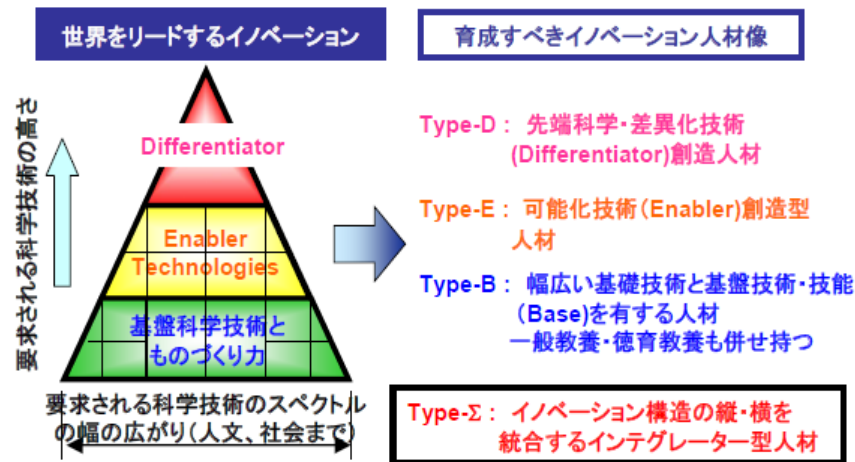 世界をリードするイノベーション
育成すべきイノベーション人材像
要求される科学技術の高さ
Differentiator
Enabler
Technologies
基盤科学技術と
ものづくり力
要求される科学技術のスペクトル
の幅の広がり(人文、社会まで)
Type-D： 先端科学・差異化技術
(Differentiator)創造人材
Type-E： 可能化技術(Enabler)創造型
人材
Type-B： 幅広い基礎技術と基盤技術・技能
(Base)を有する人材
一般教養・徳育教養も併せ持つ
Type-Σ： イノベーション構造の縦・横を
統合するインテグレーター型人材